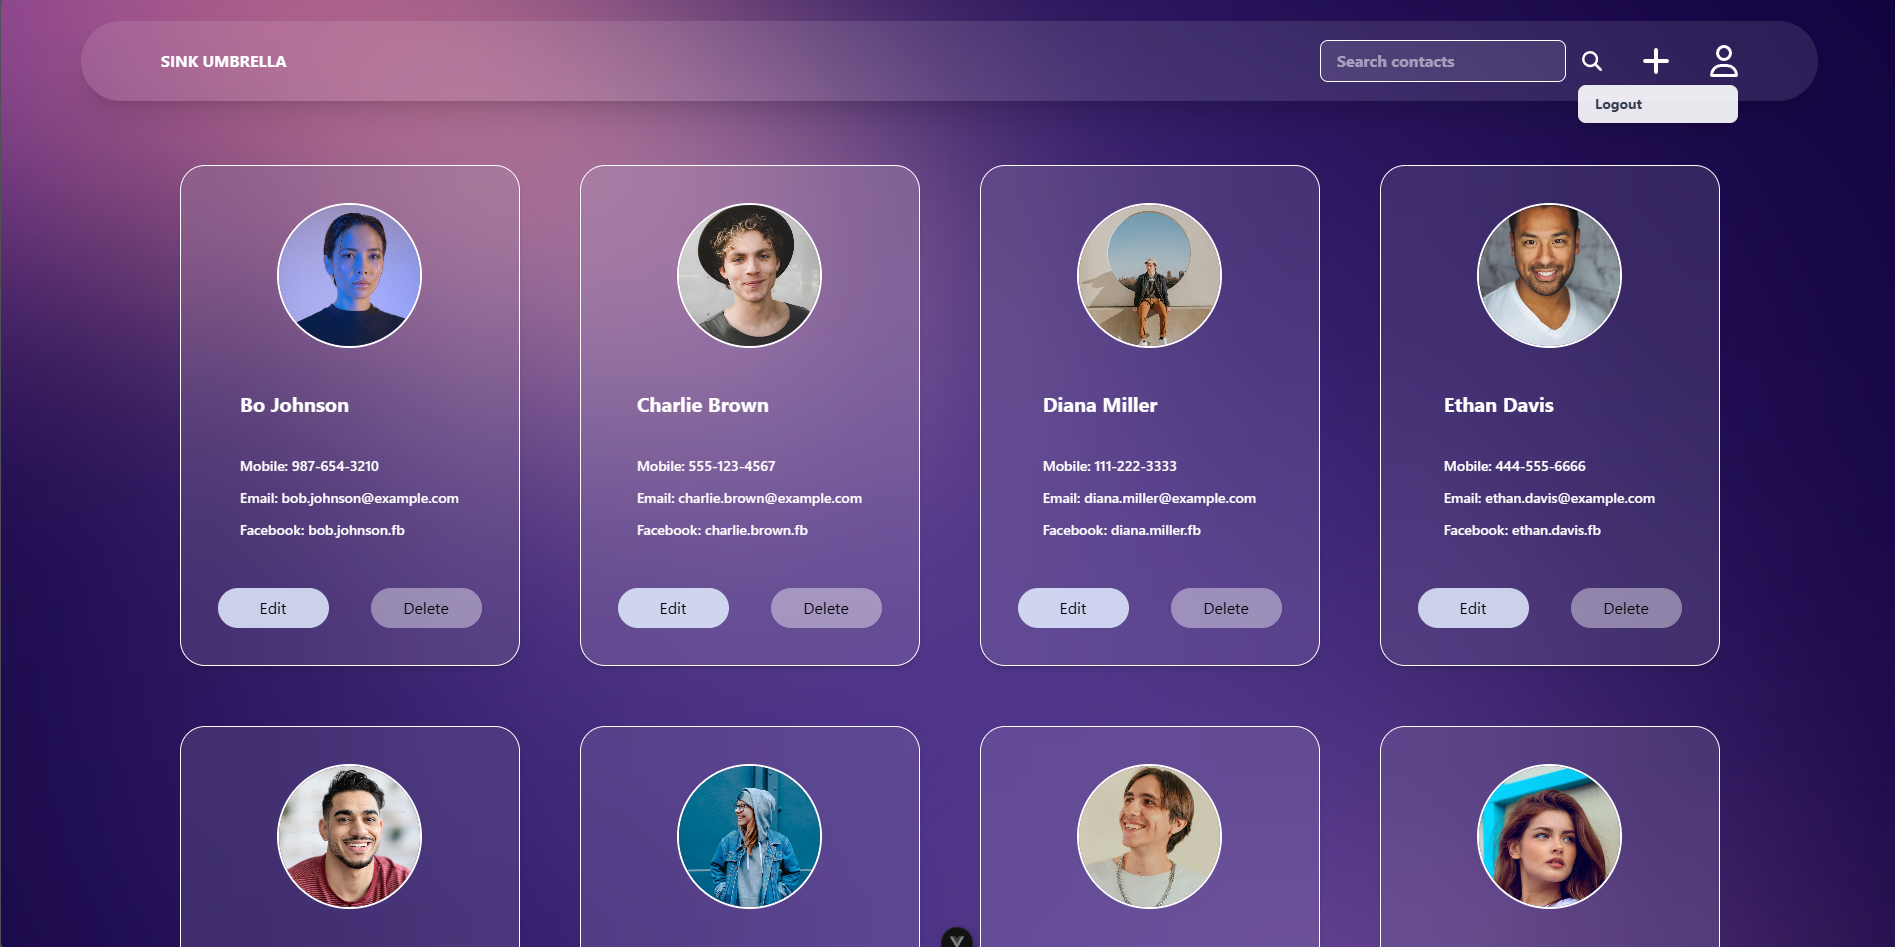 SINK UMBRELLA
Search contacts
Logout
Bo Johnson
Mobile: 987-654-3210
Email: bob.johnson@example.com
Facebook: bob.johnson.fb
Edit
Delete
Charlie Brown
Mobile: 555-123-4567
Email: charlie.brown@example.com
Facebook: charlie.brown.fb
Edit
Delete
Diana Miller
Mobile: 111-222-3333
Email: diana.miller@example.com
Facebook: diana.miller.fb
Edit
Delete
Ethan Davis
Mobile: 444-555-6666
Email: ethan.davis@example.com
Facebook: ethan.davis.fb
Edit
Delete